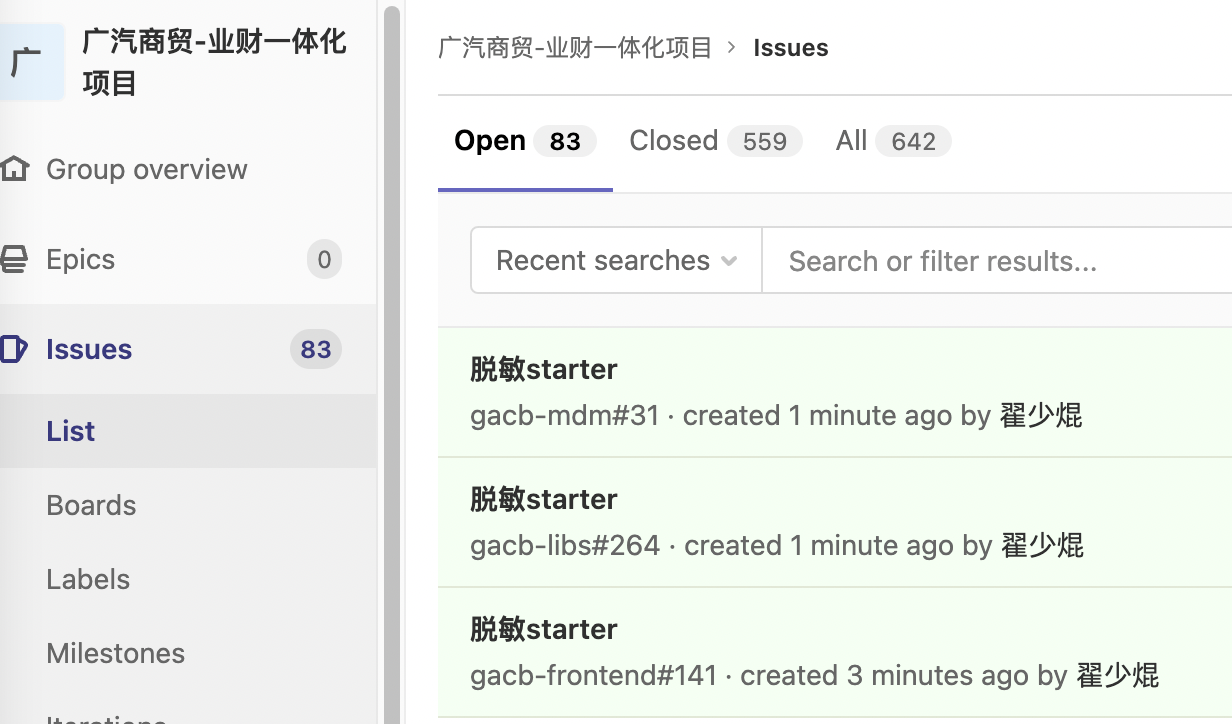 广
广汽商贸-业财一体化
项目
Group overview
Epics 0
Issues 83
List
Boards
Labels
Milestones
Iterations
广汽商贸-业财一体化项目 > Issues
Open 83 Closed 559 All 642
Recent searches Search or filter results...
脱敏starter
gacb-mdm#31 · created 1 minute ago by 翟少焜
脱敏starter
gacb-libs#264 · created 1 minute ago by 翟少焜
脱敏starter
gacb-frontend#141 · created 3 minutes ago by 翟少焜